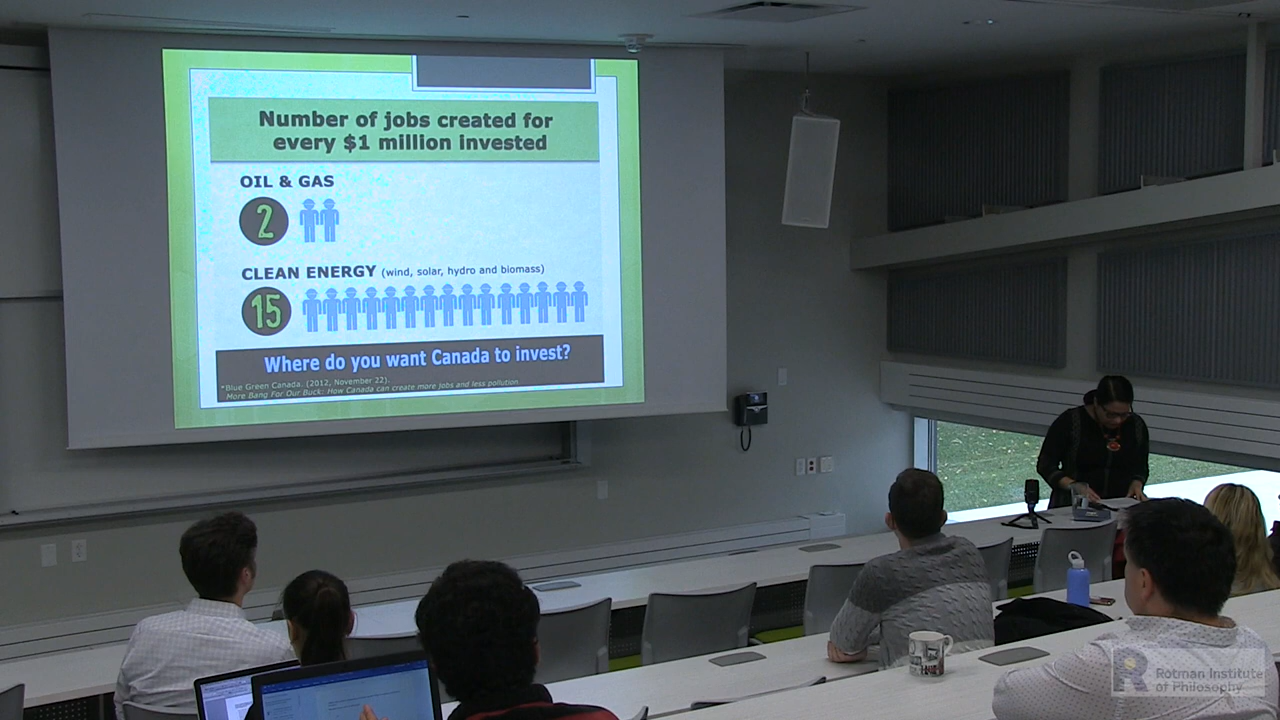 Number of jobs created for
every $1 million invested
OIL & GAS
2
CLEAN ENERGY (wind, solar, hydro and biomass)
15
Where do you want Canada to invest?
*Blue Green Canada. (2012, November 22).
More Bang For Our Buck: How Canada can create more jobs and less pollution.
Rotman Institute
of Philosophy